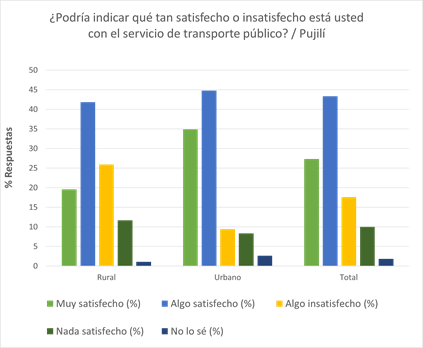 ¿Podría indicar qué tan satisfecho o insatisfecho está usted
con el servicio de transporte público? / Pujilí
% Respuestas
50
45
40
35
30
25
20
15
10
5
0
Rural Urbano Total
Muy satisfecho (%) Algo satisfecho (%) Algo insatisfecho (%)
Nada satisfecho (%) No lo sé (%)